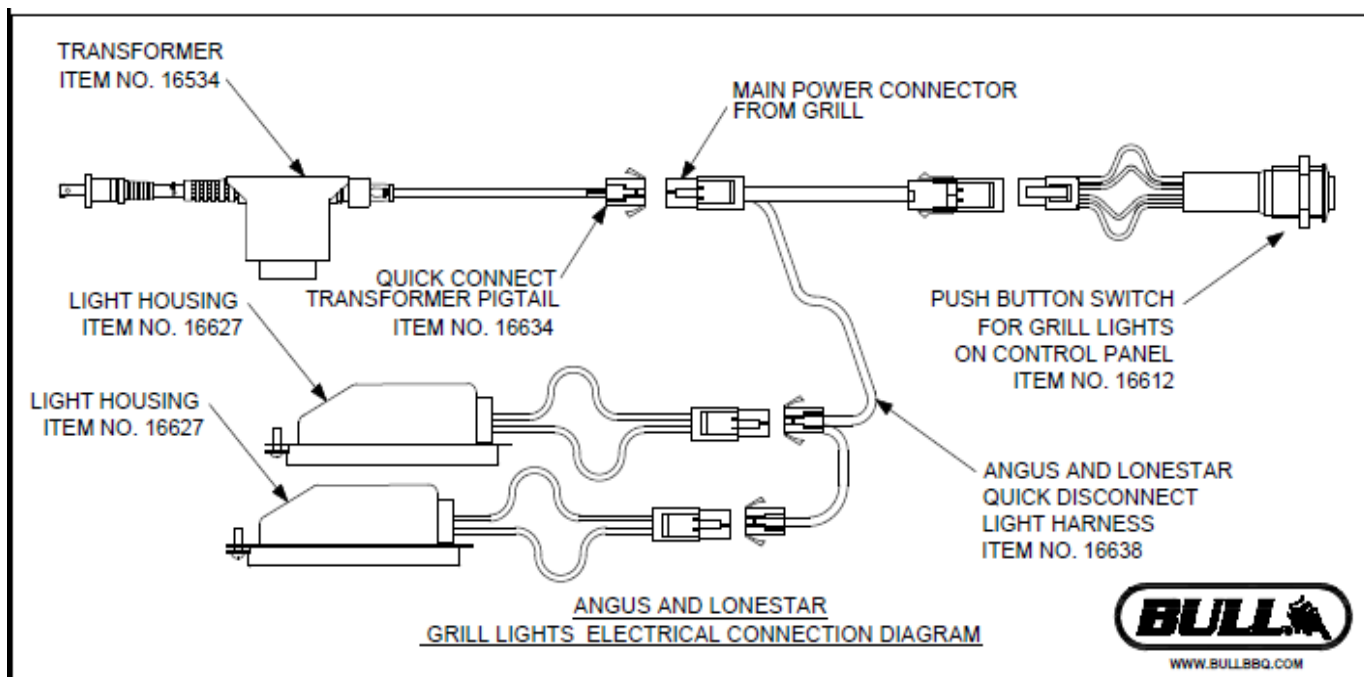 TRANSFORMER
ITEM NO. 16534
MAIN POWER CONNECTOR
FROM GRILL
QUICK CONNECT
TRANSFORMER PIGTAIL
ITEM NO. 16634
LIGHT HOUSING
ITEM NO. 16627
PUSH BUTTON SWITCH
FOR GRILL LIGHTS
ON CONTROL PANEL
ITEM NO. 16612
LIGHT HOUSING
ITEM NO. 16627
ANGUS AND LONESTAR
QUICK DISCONNECT
LIGHT HARNESS
ITEM NO. 16638
ANGUS AND LONESTAR
GRILL LIGHTS ELECTRICAL CONNECTION DIAGRAM
BULL
WWW.BULLBBQ.COM